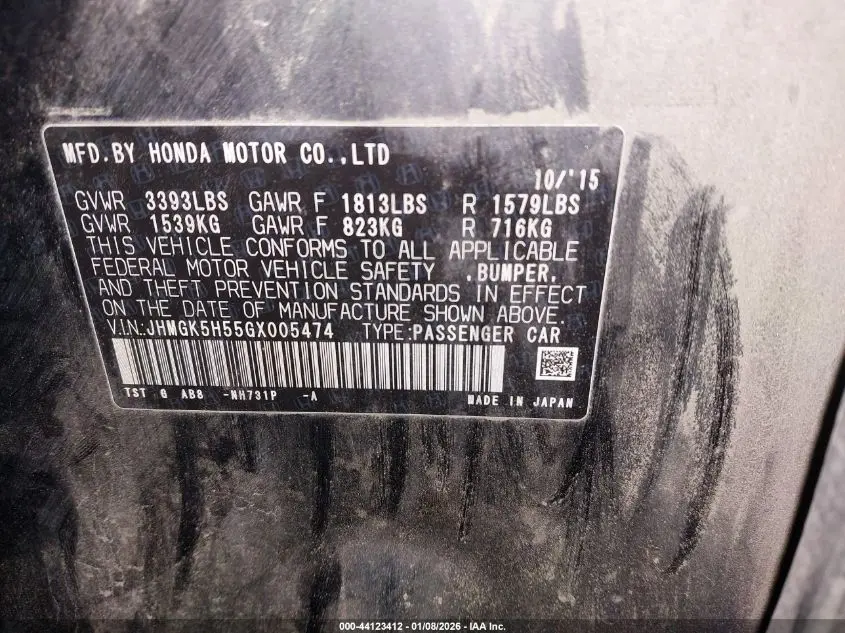 MFD.BY HONDA MOTOR CO.,LTD
10/'15
GVWR 3393LBS GAWR F 1813LBS R 1579LBS
GVWR 1539KG GAWR F 823KG R 716KG
THIS VEHICLE CONFORMS TO ALL APPLICABLE
FEDERAL MOTOR VEHICLE SAFETY ,BUMPER,
AND THEFT PREVENTION STANDARDS IN EFFECT
ON THE DATE OF MANUFACTURE SHOWN ABOVE.
V.IN:JHMGK5H55GX005474 TYPE:PASSENGER CAR
TST G AB8 -NH731P -A MADE IN JAPAN
000-44123412 - 01/08/2026 - IAA Inc.